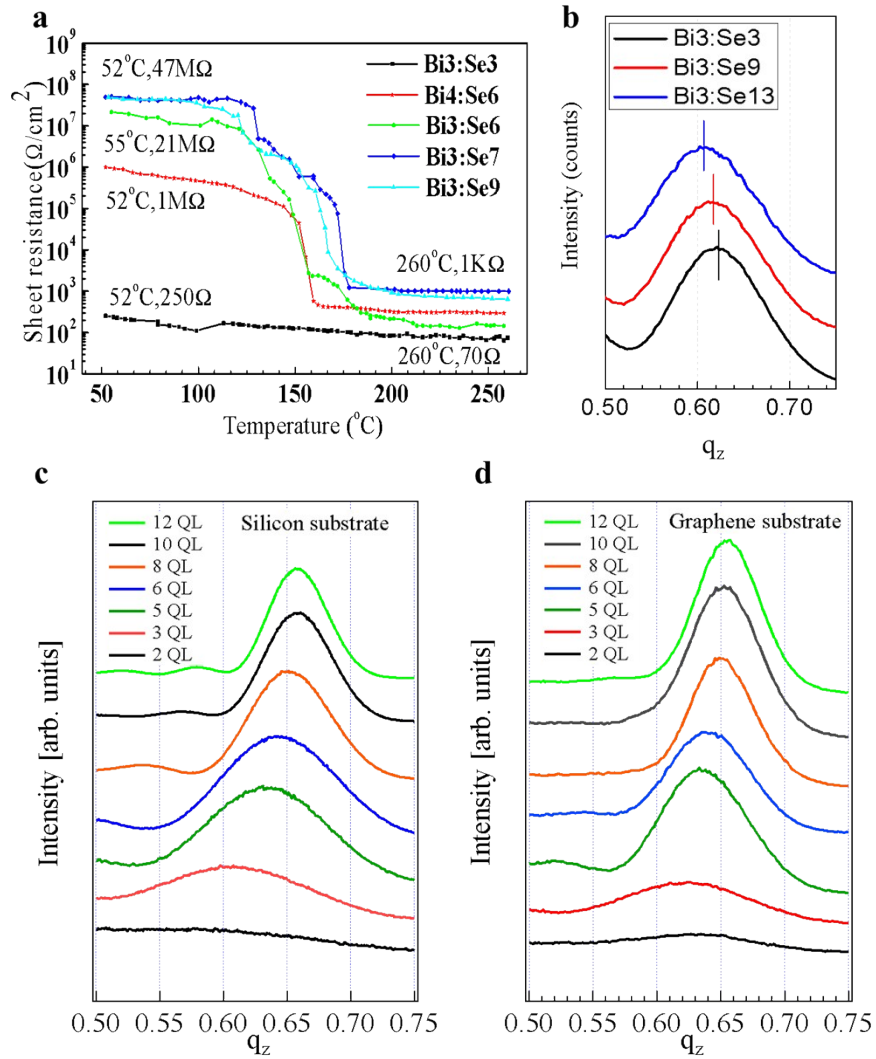 a
10⁹
10⁸
10⁷
10⁶
10⁵
10⁴
10³
10²
10¹
Sheet resistance(Ω/cm²)
52°C,47MΩ
55°C,21MΩ
52°C,1MΩ
52°C,250Ω
260°C,1KΩ
260°C,70Ω
Bi3:Se3
Bi4:Se6
Bi3:Se6
Bi3:Se7
Bi3:Se9
50 100 150 200 250
Temperature (°C)
b
Bi3:Se3
Bi3:Se9
Bi3:Se13
Intensity (counts)
0.50 0.60 0.70
qz
c
12 QL
10 QL
8 QL
6 QL
5 QL
3 QL
2 QL
Silicon substrate
Intensity [arb. units]
0.50 0.55 0.60 0.65 0.70 0.75
qz
d
12 QL
10 QL
8 QL
6 QL
5 QL
3 QL
2 QL
Graphene substrate
Intensity [arb. units]
0.50 0.55 0.60 0.65 0.70 0.75
qz